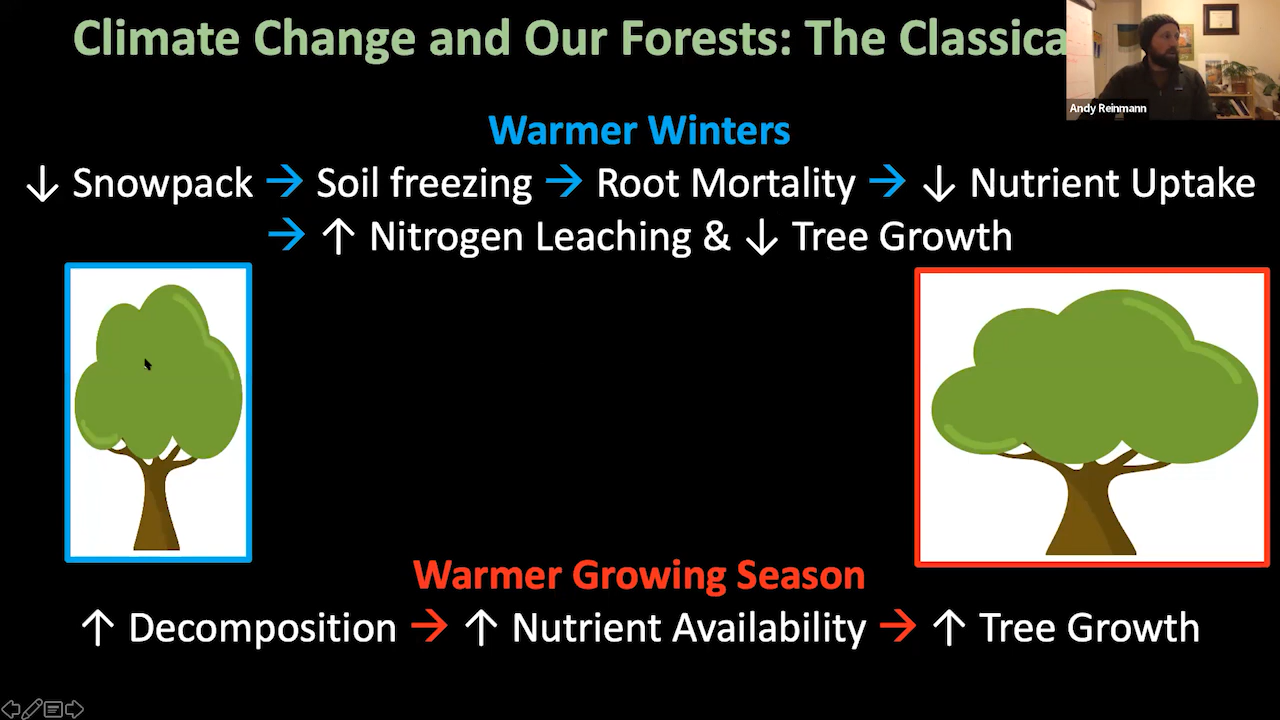 Climate Change and Our Forests: The Classica
Andy Reinmann
Warmer Winters
↓ Snowpack → Soil freezing → Root Mortality → ↓ Nutrient Uptake
→ ↑ Nitrogen Leaching & ↓ Tree Growth
Warmer Growing Season
↑ Decomposition → ↑ Nutrient Availability → ↑ Tree Growth